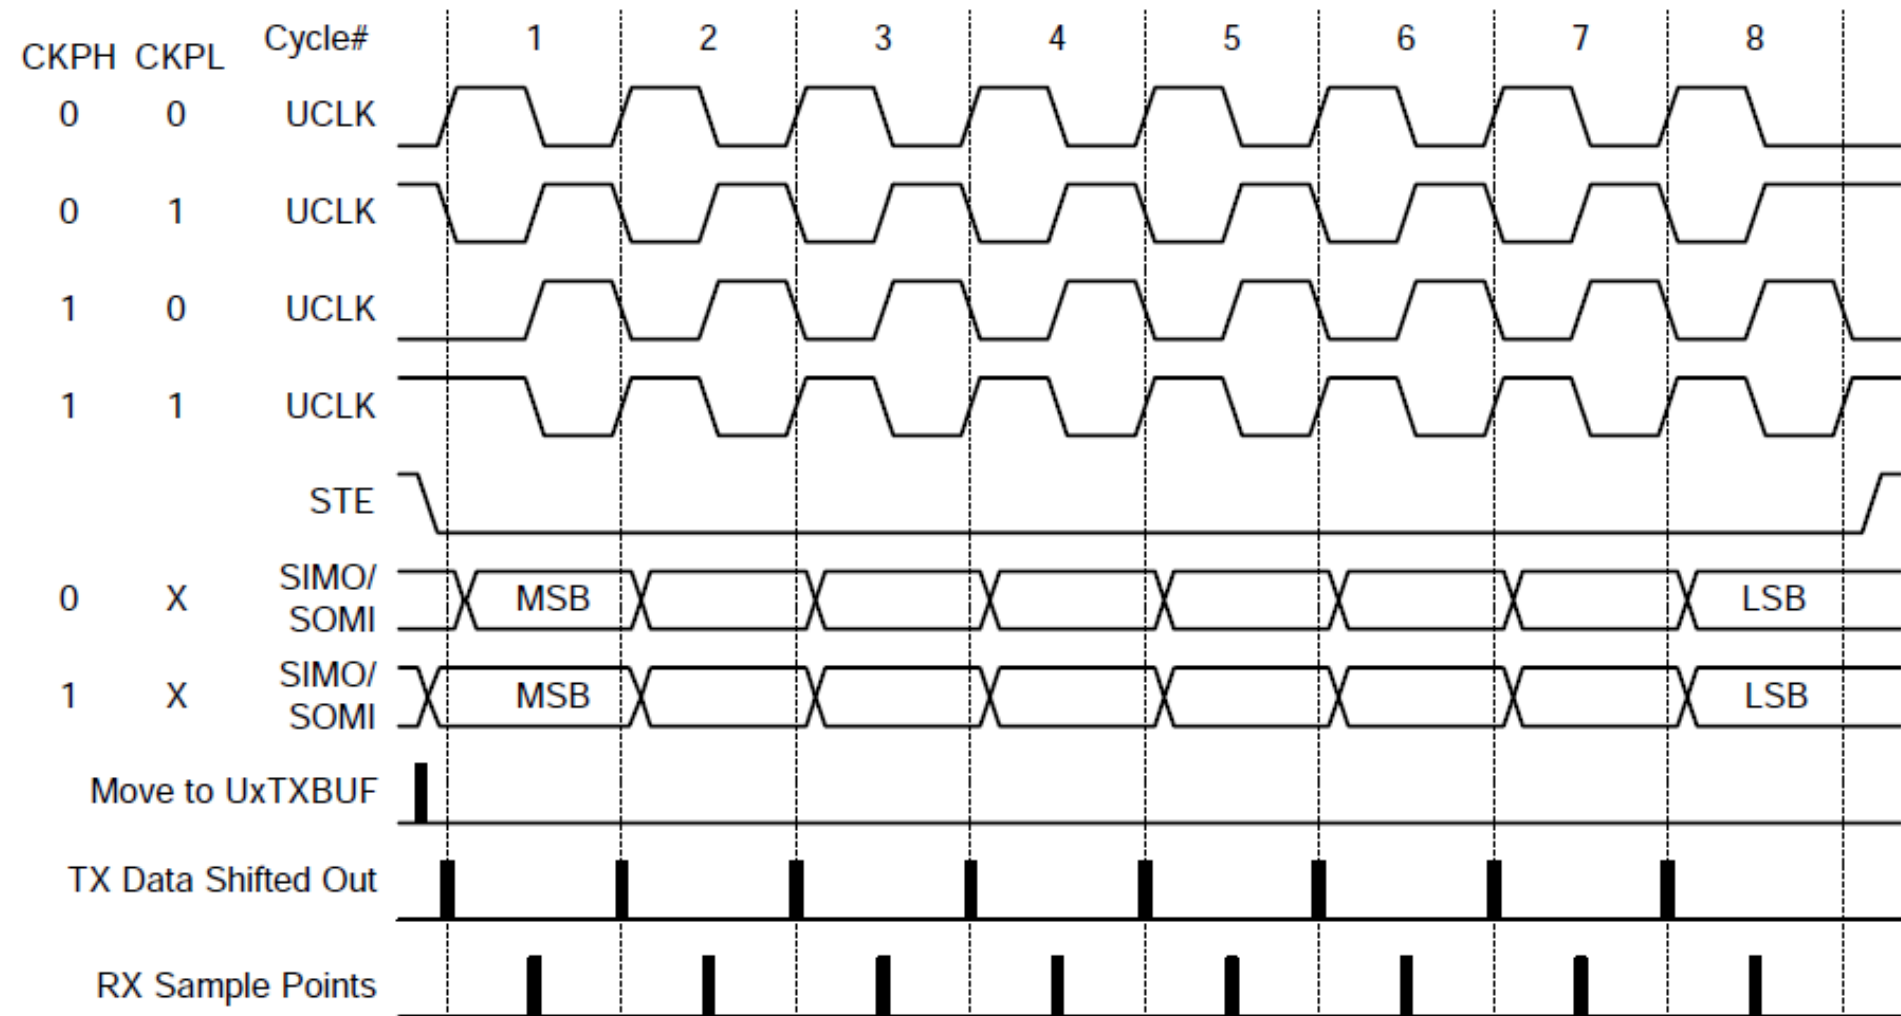 CKPH CKPL Cycle# 1 2 3 4 5 6 7 8
0 0 UCLK
0 1 UCLK
1 0 UCLK
1 1 UCLK
STE
0 X SIMO/
SOMI MSB LSB
1 X SIMO/
SOMI MSB LSB
Move to UxTXBUF
TX Data Shifted Out
RX Sample Points